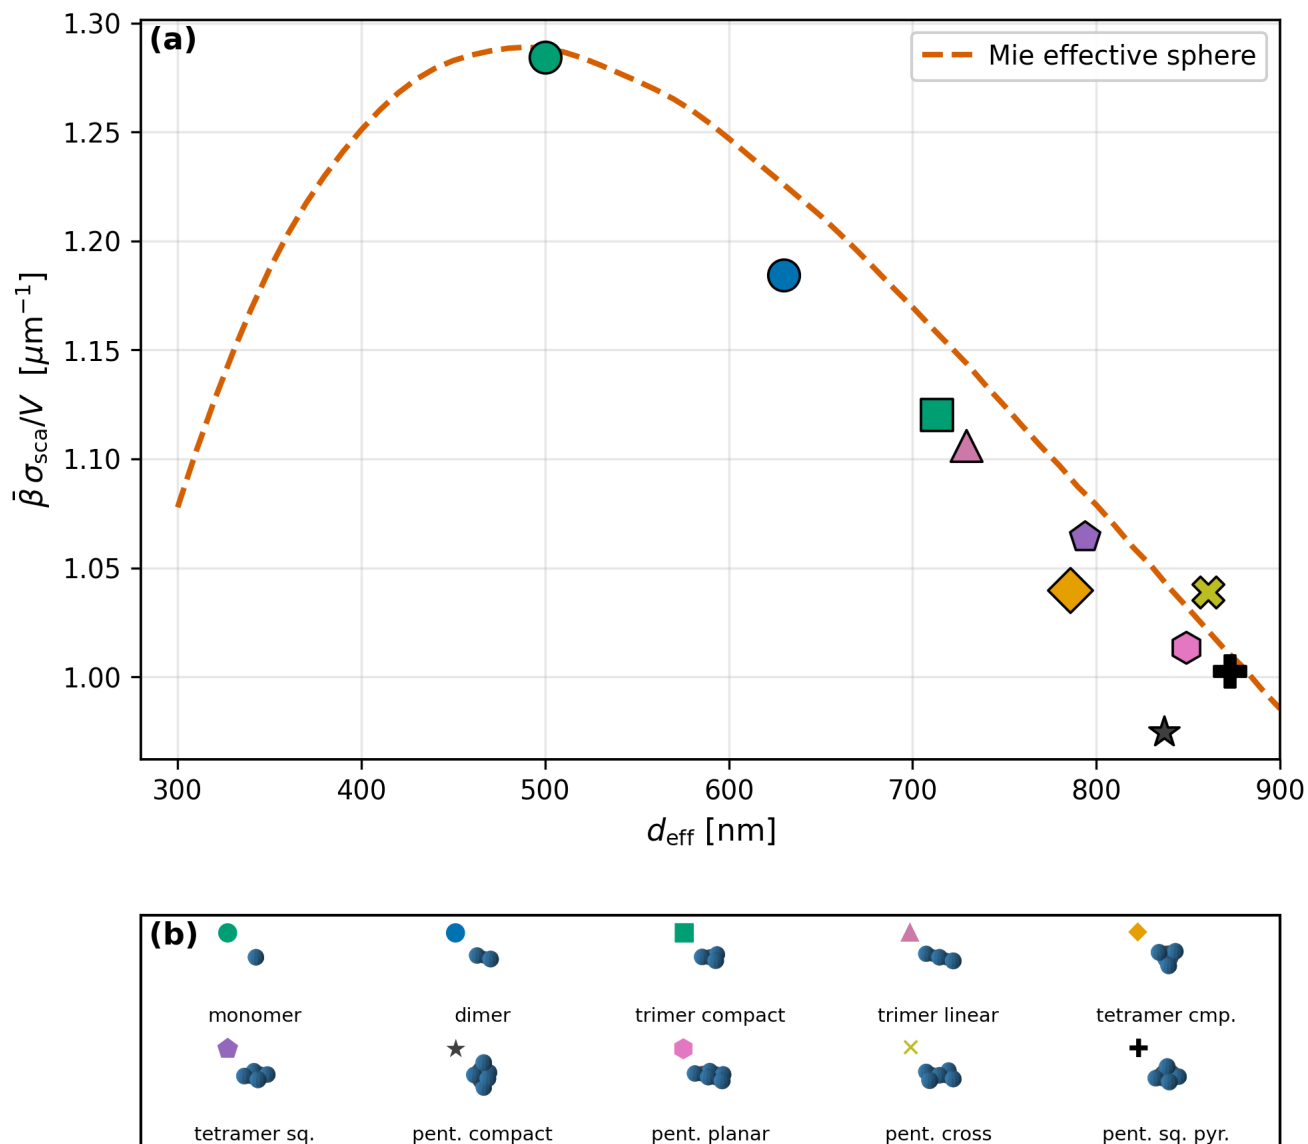 (a)
Mie effective sphere
1.30
1.25
1.20
1.15
1.10
1.05
1.00
β̄ σsca/V [μm⁻¹]
300 400 500 600 700 800 900
deff [nm]
(b)
monomer dimer trimer compact trimer linear tetramer cmp.
tetramer sq. pent. compact pent. planar pent. cross pent. sq. pyr.